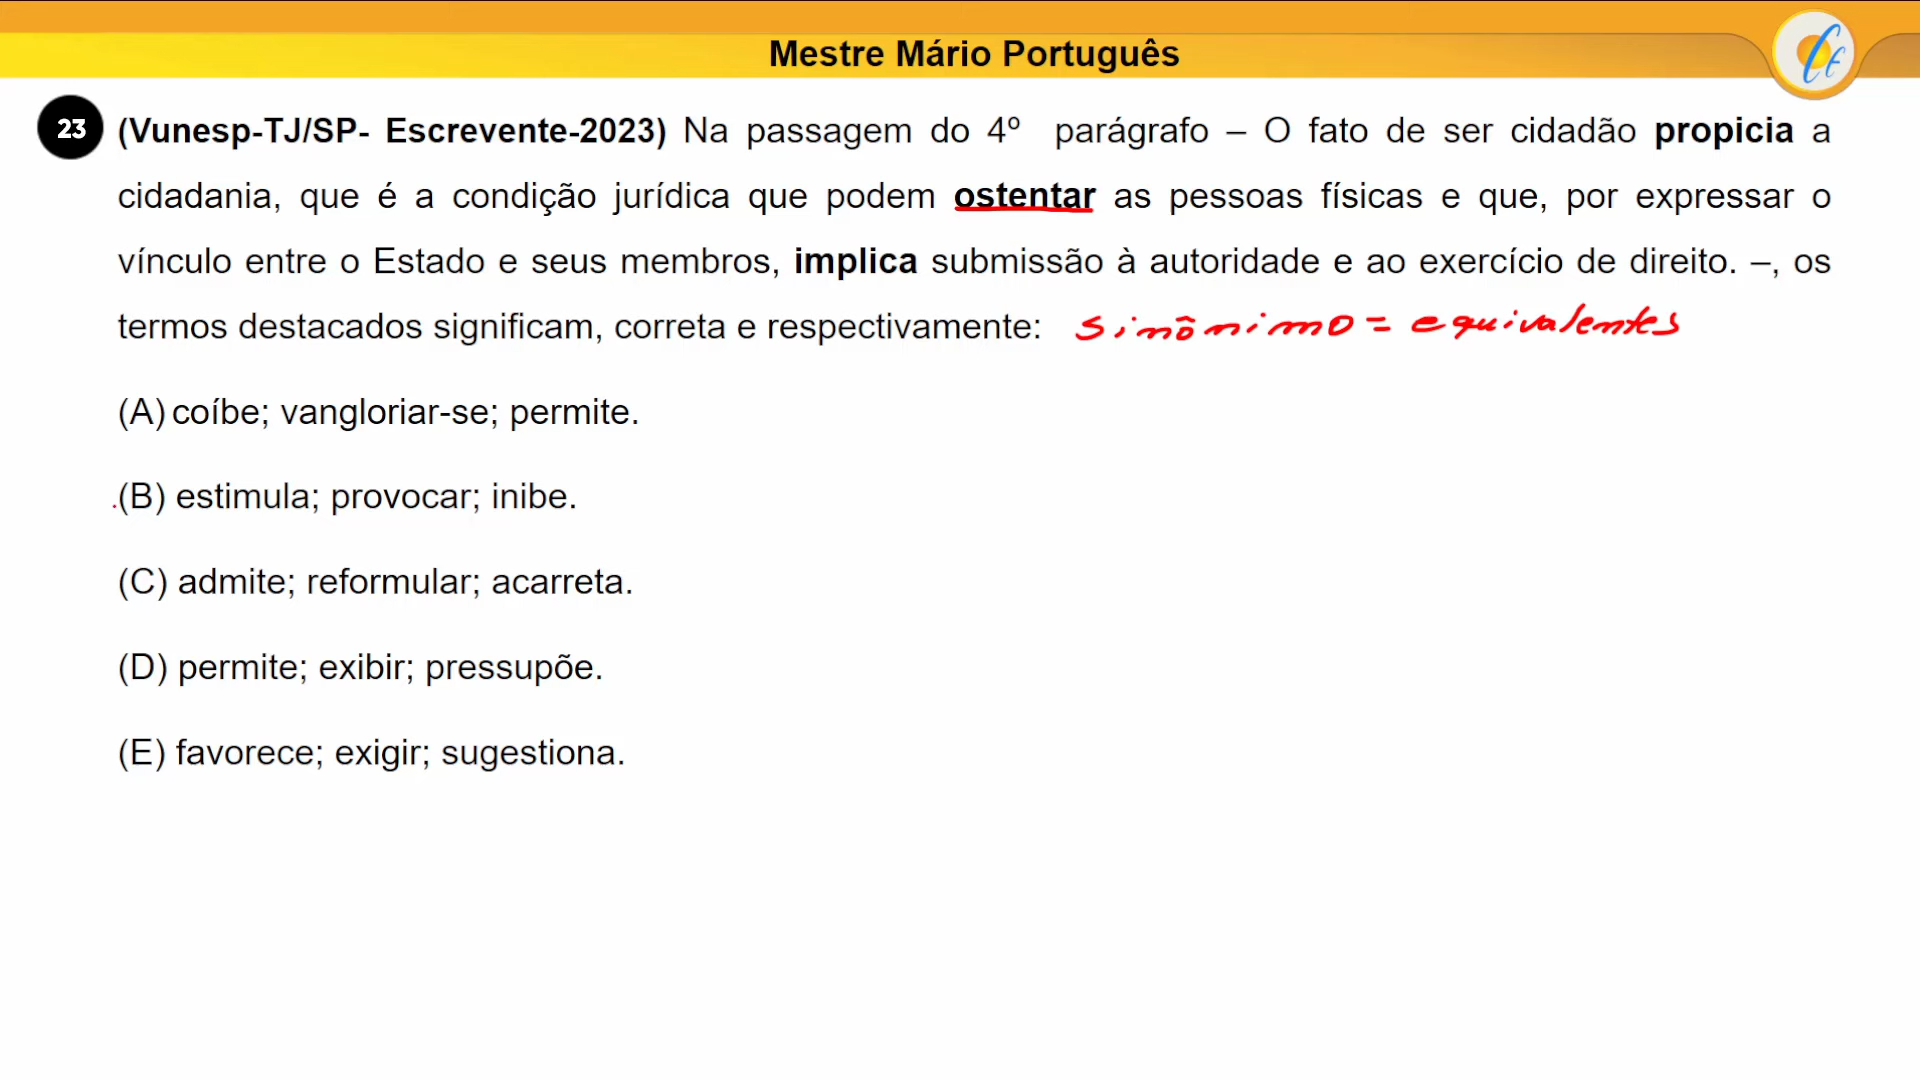 Mestre Mário Português
23 (Vunesp-TJ/SP- Escrevente-2023) Na passagem do 4º parágrafo – O fato de ser cidadão propicia a
cidadania, que é a condição jurídica que podem ostentar as pessoas físicas e que, por expressar o
vínculo entre o Estado e seus membros, implica submissão à autoridade e ao exercício de direito. –, os
termos destacados significam, correta e respectivamente: sinônimo = equivalentes
(A) coíbe; vangloriar-se; permite.
(B) estimula; provocar; inibe.
(C) admite; reformular; acarreta.
(D) permite; exibir; pressupõe.
(E) favorece; exigir; sugestiona.